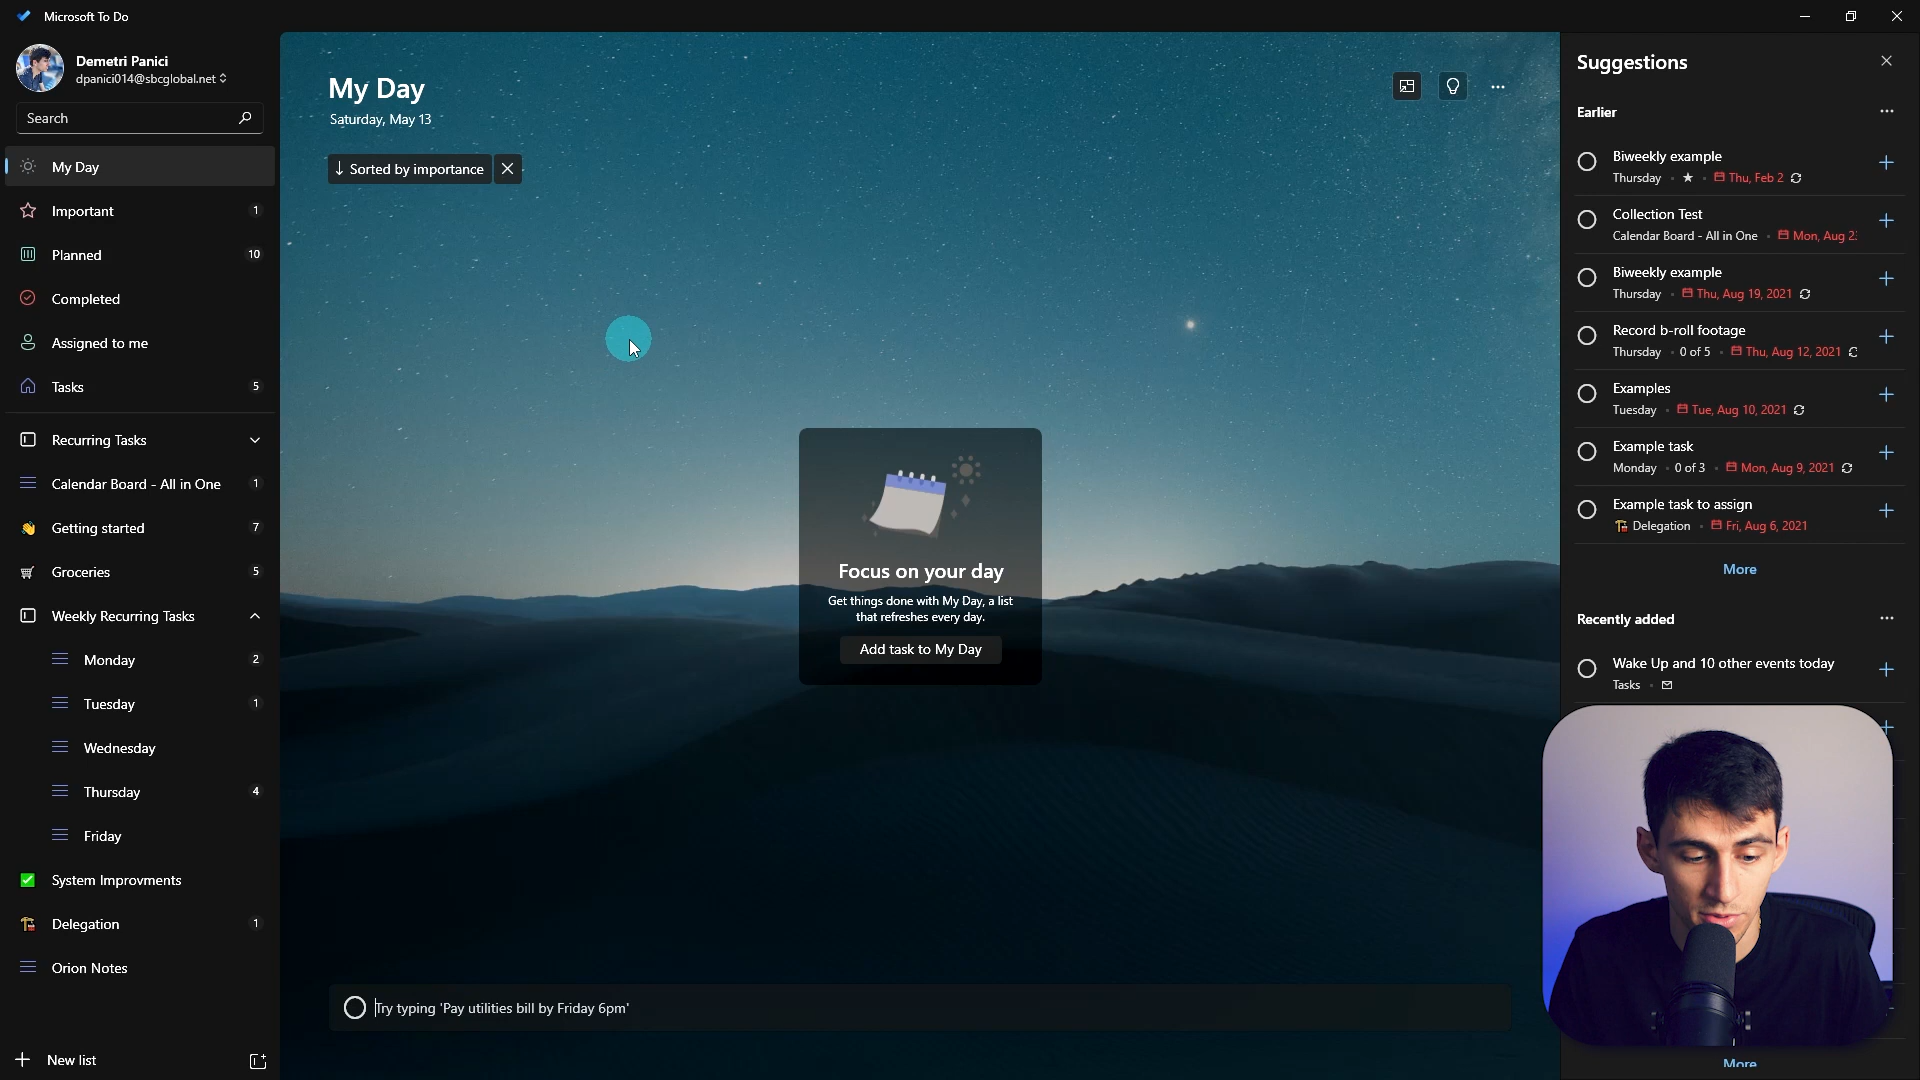 Microsoft To Do
Demetri Panici
dpanici014@sbcglobal.net
Search
My Day
Important 1
Planned 10
Completed
Assigned to me
Tasks 5
Recurring Tasks
Calendar Board - All in One 1
Getting started 7
Groceries 5
Weekly Recurring Tasks
Monday 2
Tuesday 1
Wednesday
Thursday 4
Friday
System Improvments
Delegation 1
Orion Notes
New list
My Day
Saturday, May 13
Sorted by importance
Focus on your day
Get things done with My Day, a list
that refreshes every day.
Add task to My Day
Try typing 'Pay utilities bill by Friday 6pm'
Suggestions
Earlier
Biweekly example
Thursday Thu, Feb 2
Collection Test
Calendar Board - All in One Mon, Aug 2
Biweekly example
Thursday Thu, Aug 19, 2021
Record b-roll footage
Thursday 0 of 5 Thu, Aug 12, 2021
Examples
Tuesday Tue, Aug 10, 2021
Example task
Monday 0 of 3 Mon, Aug 9, 2021
Example task to assign
Delegation Fri, Aug 6, 2021
More
Recently added
Wake Up and 10 other events today
Tasks
More